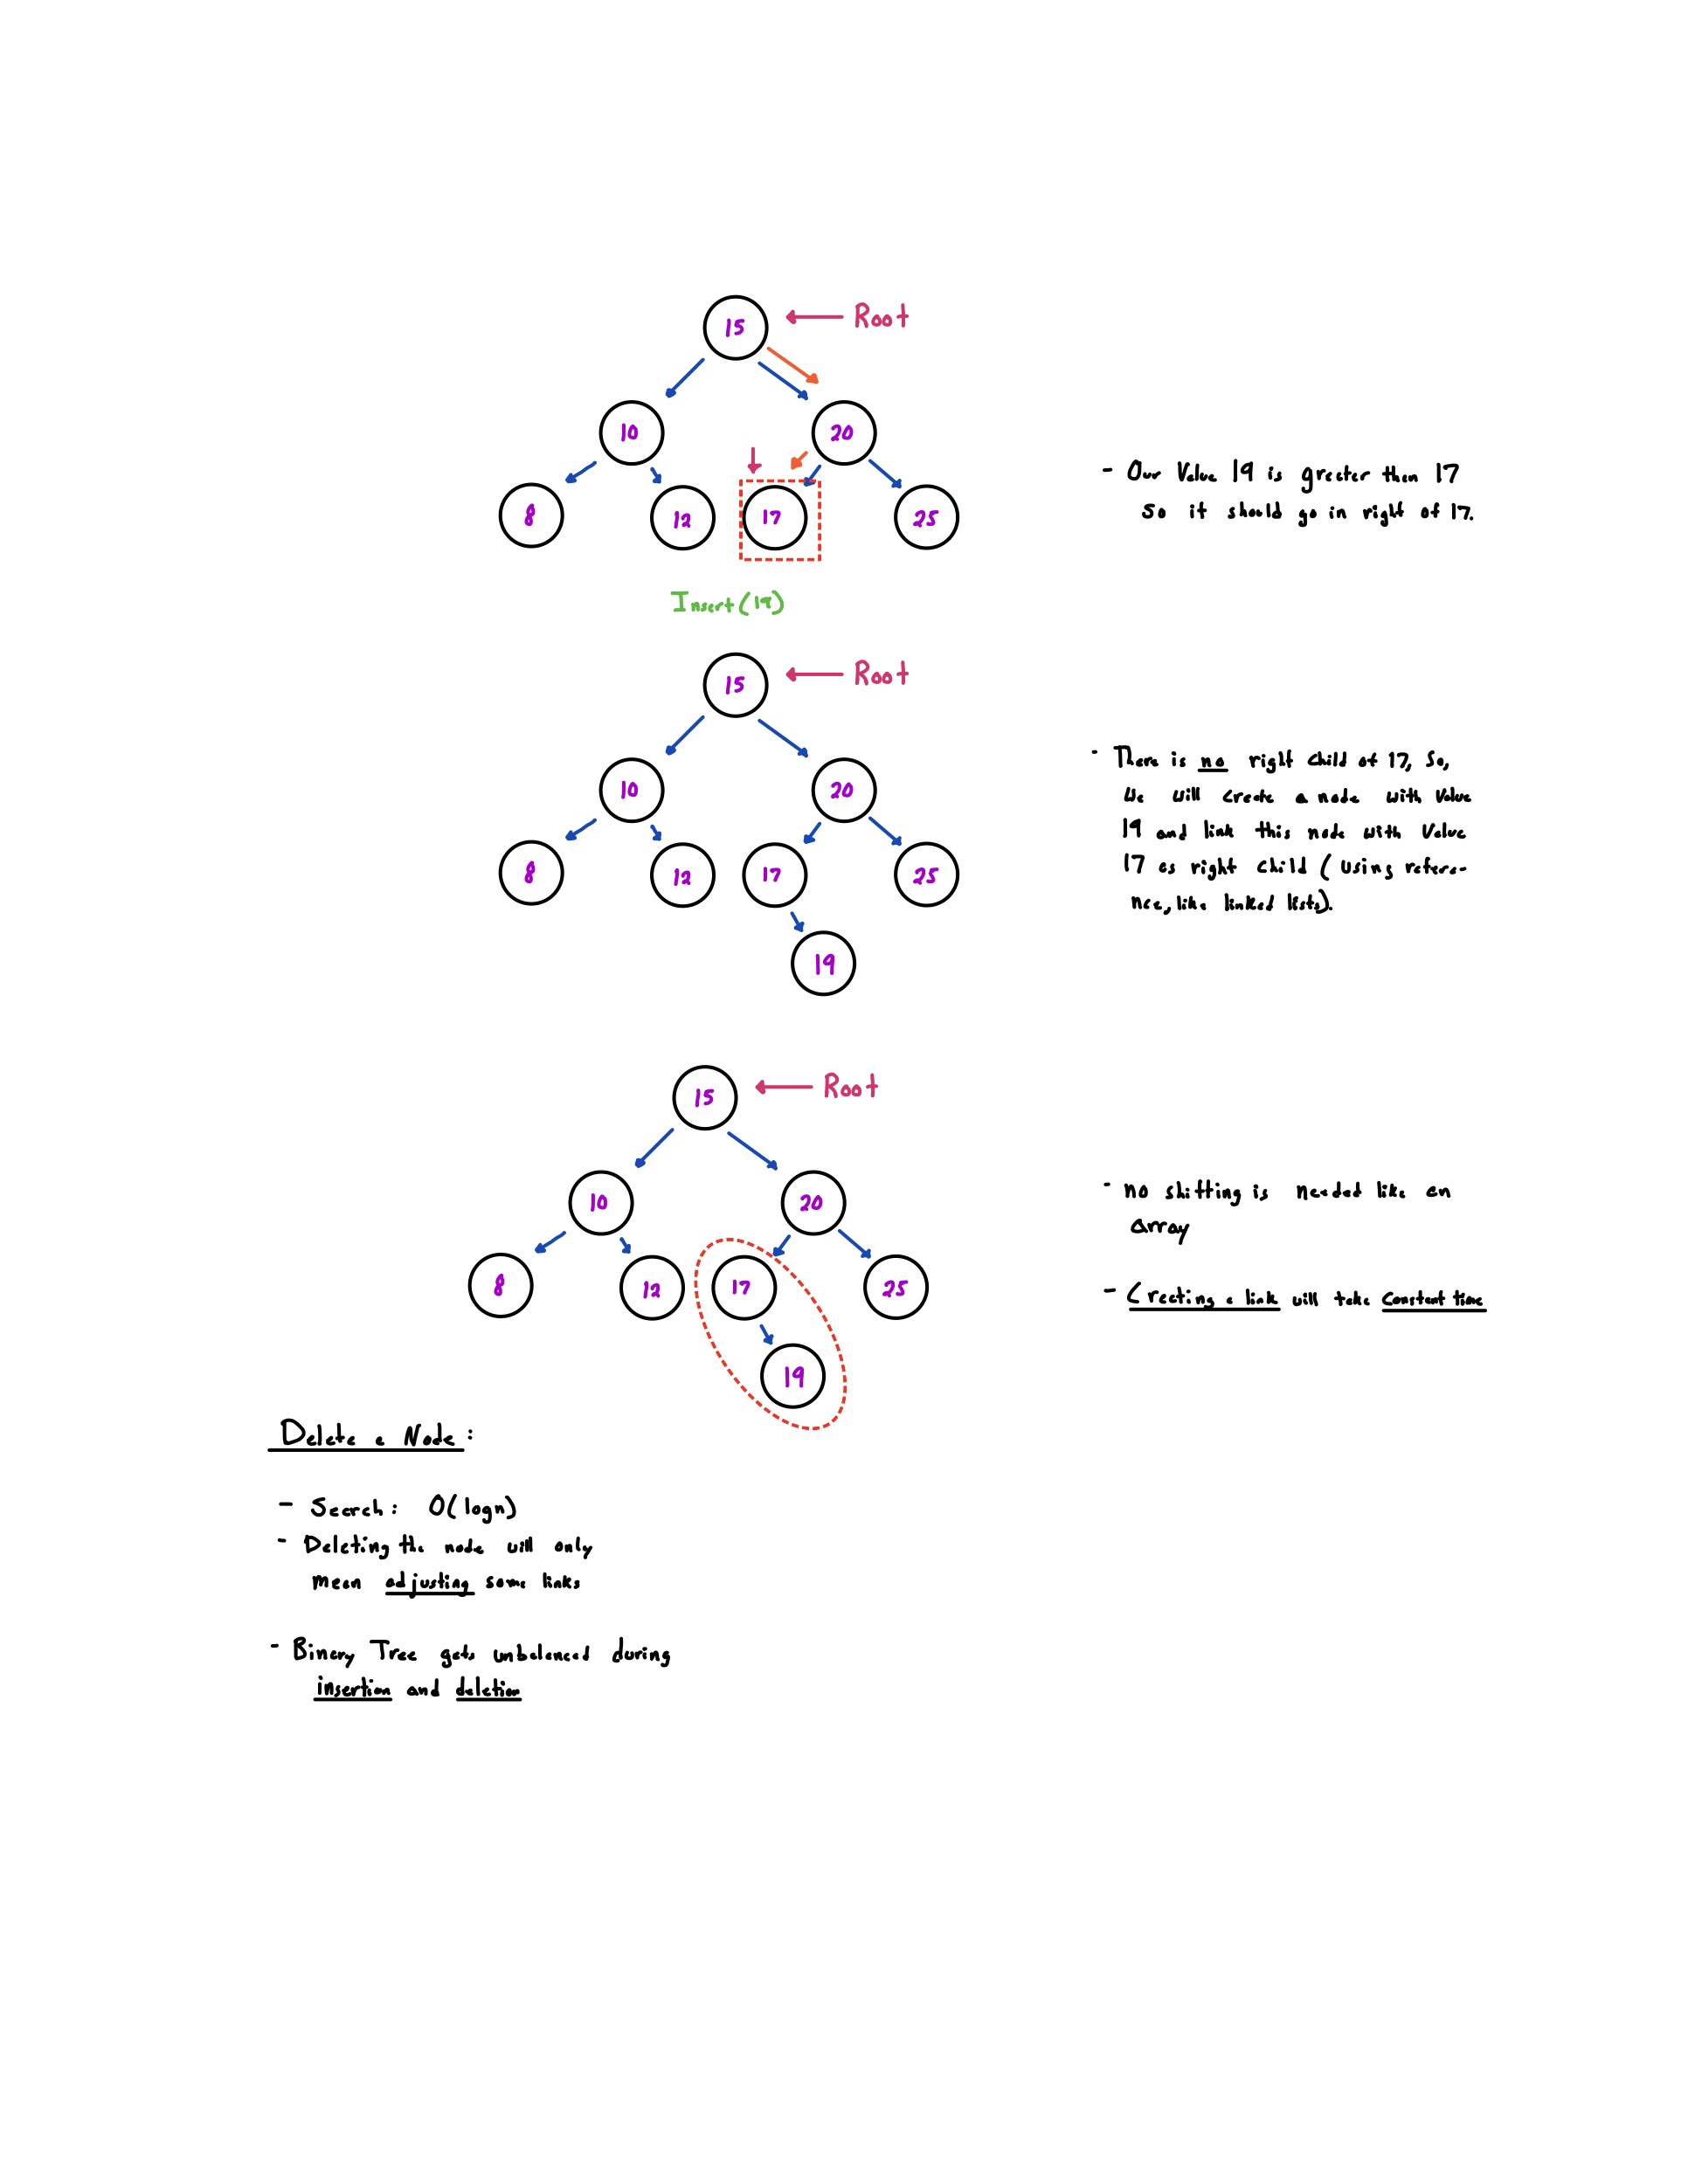 15 ← Root
10 20
8 12 17 25
- Our Value 19 is greater than 17
so it should go in right of 17.
Insert(19)
15 ← Root
10 20
8 12 17 25
19
- There is no right child of 17, So,
We will create a node with Value
19 and link this node with Value
17 as right child (using refere-
nce, like linked lists).
15 ← Root
10 20
8 12 17 25
19
- no shifting is needed like an
array
- Creating a link will take Constant time
Delete a Node:
- Search: O(logn)
- Deleting the node will only
mean adjusting some links
- Binary Tree gets unbalanced during
insertion and deletion